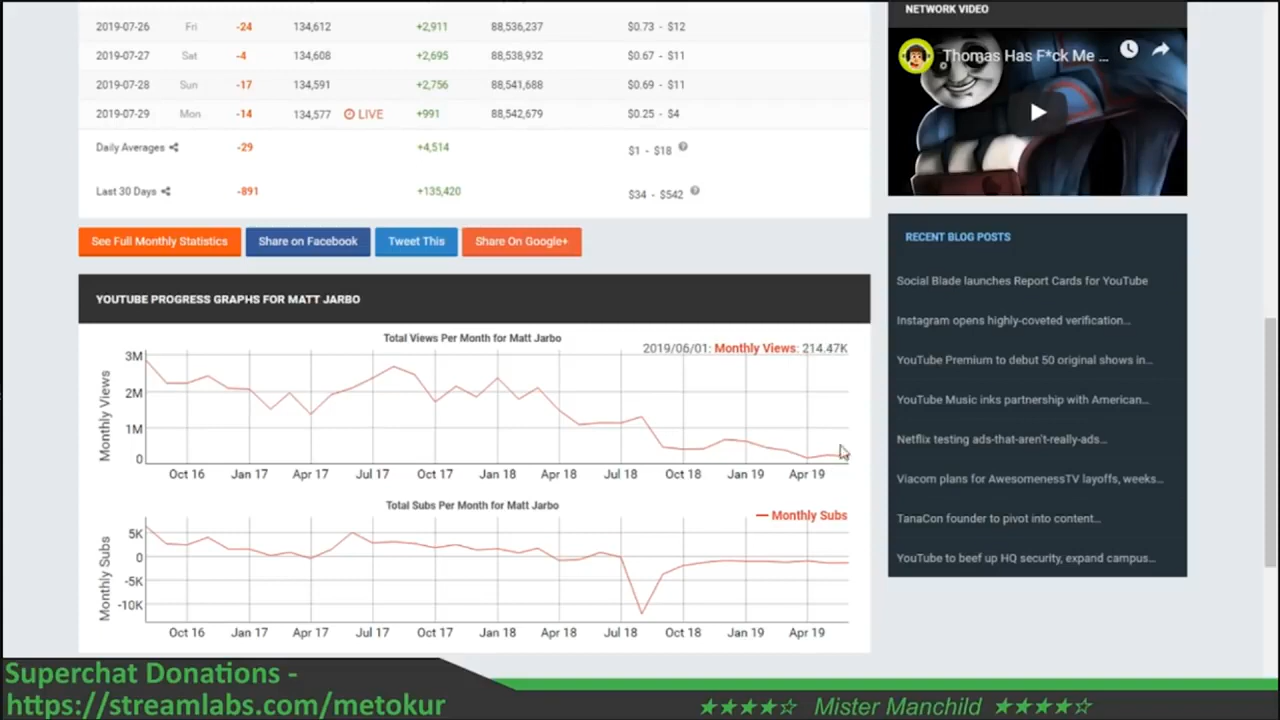 2019-07-26 Fri -24 134,612 +2,911 88,536,237 $0.73 - $12
2019-07-27 Sat -4 134,608 +2,695 88,538,932 $0.67 - $11
2019-07-28 Sun -17 134,591 +2,756 88,541,688 $0.69 - $11
2019-07-29 Mon -14 134,577 LIVE +991 88,542,679 $0.25 - $4
Daily Averages -29 +4,514 $1 - $18
Last 30 Days -891 +135,420 $34 - $542
See Full Monthly Statistics Share on Facebook Tweet This Share On Google+
YOUTUBE PROGRESS GRAPHS FOR MATT JARBO
Total Views Per Month for Matt Jarbo
2019/06/01: Monthly Views: 214.47K
Monthly Views
3M
2M
1M
0
Oct 16 Jan 17 Apr 17 Jul 17 Oct 17 Jan 18 Apr 18 Jul 18 Oct 18 Jan 19 Apr 19
Total Subs Per Month for Matt Jarbo
Monthly Subs
Monthly Subs
5K
0
-5K
-10K
Oct 16 Jan 17 Apr 17 Jul 17 Oct 17 Jan 18 Apr 18 Jul 18 Oct 18 Jan 19 Apr 19
NETWORK VIDEO
Thomas Has F*ck Me ...
RECENT BLOG POSTS
Social Blade launches Report Cards for YouTube
Instagram opens highly-coveted verification...
YouTube Premium to debut 50 original shows in...
YouTube Music inks partnership with American...
Netflix testing ads-that-aren't-really-ads...
Viacom plans for AwesomenessTV layoffs, weeks...
TanaCon founder to pivot into content...
YouTube to beef up HQ security, expand campus...
Superchat Donations -
https://streamlabs.com/metokur
★★★★☆ Mister Manchild ★★★★☆